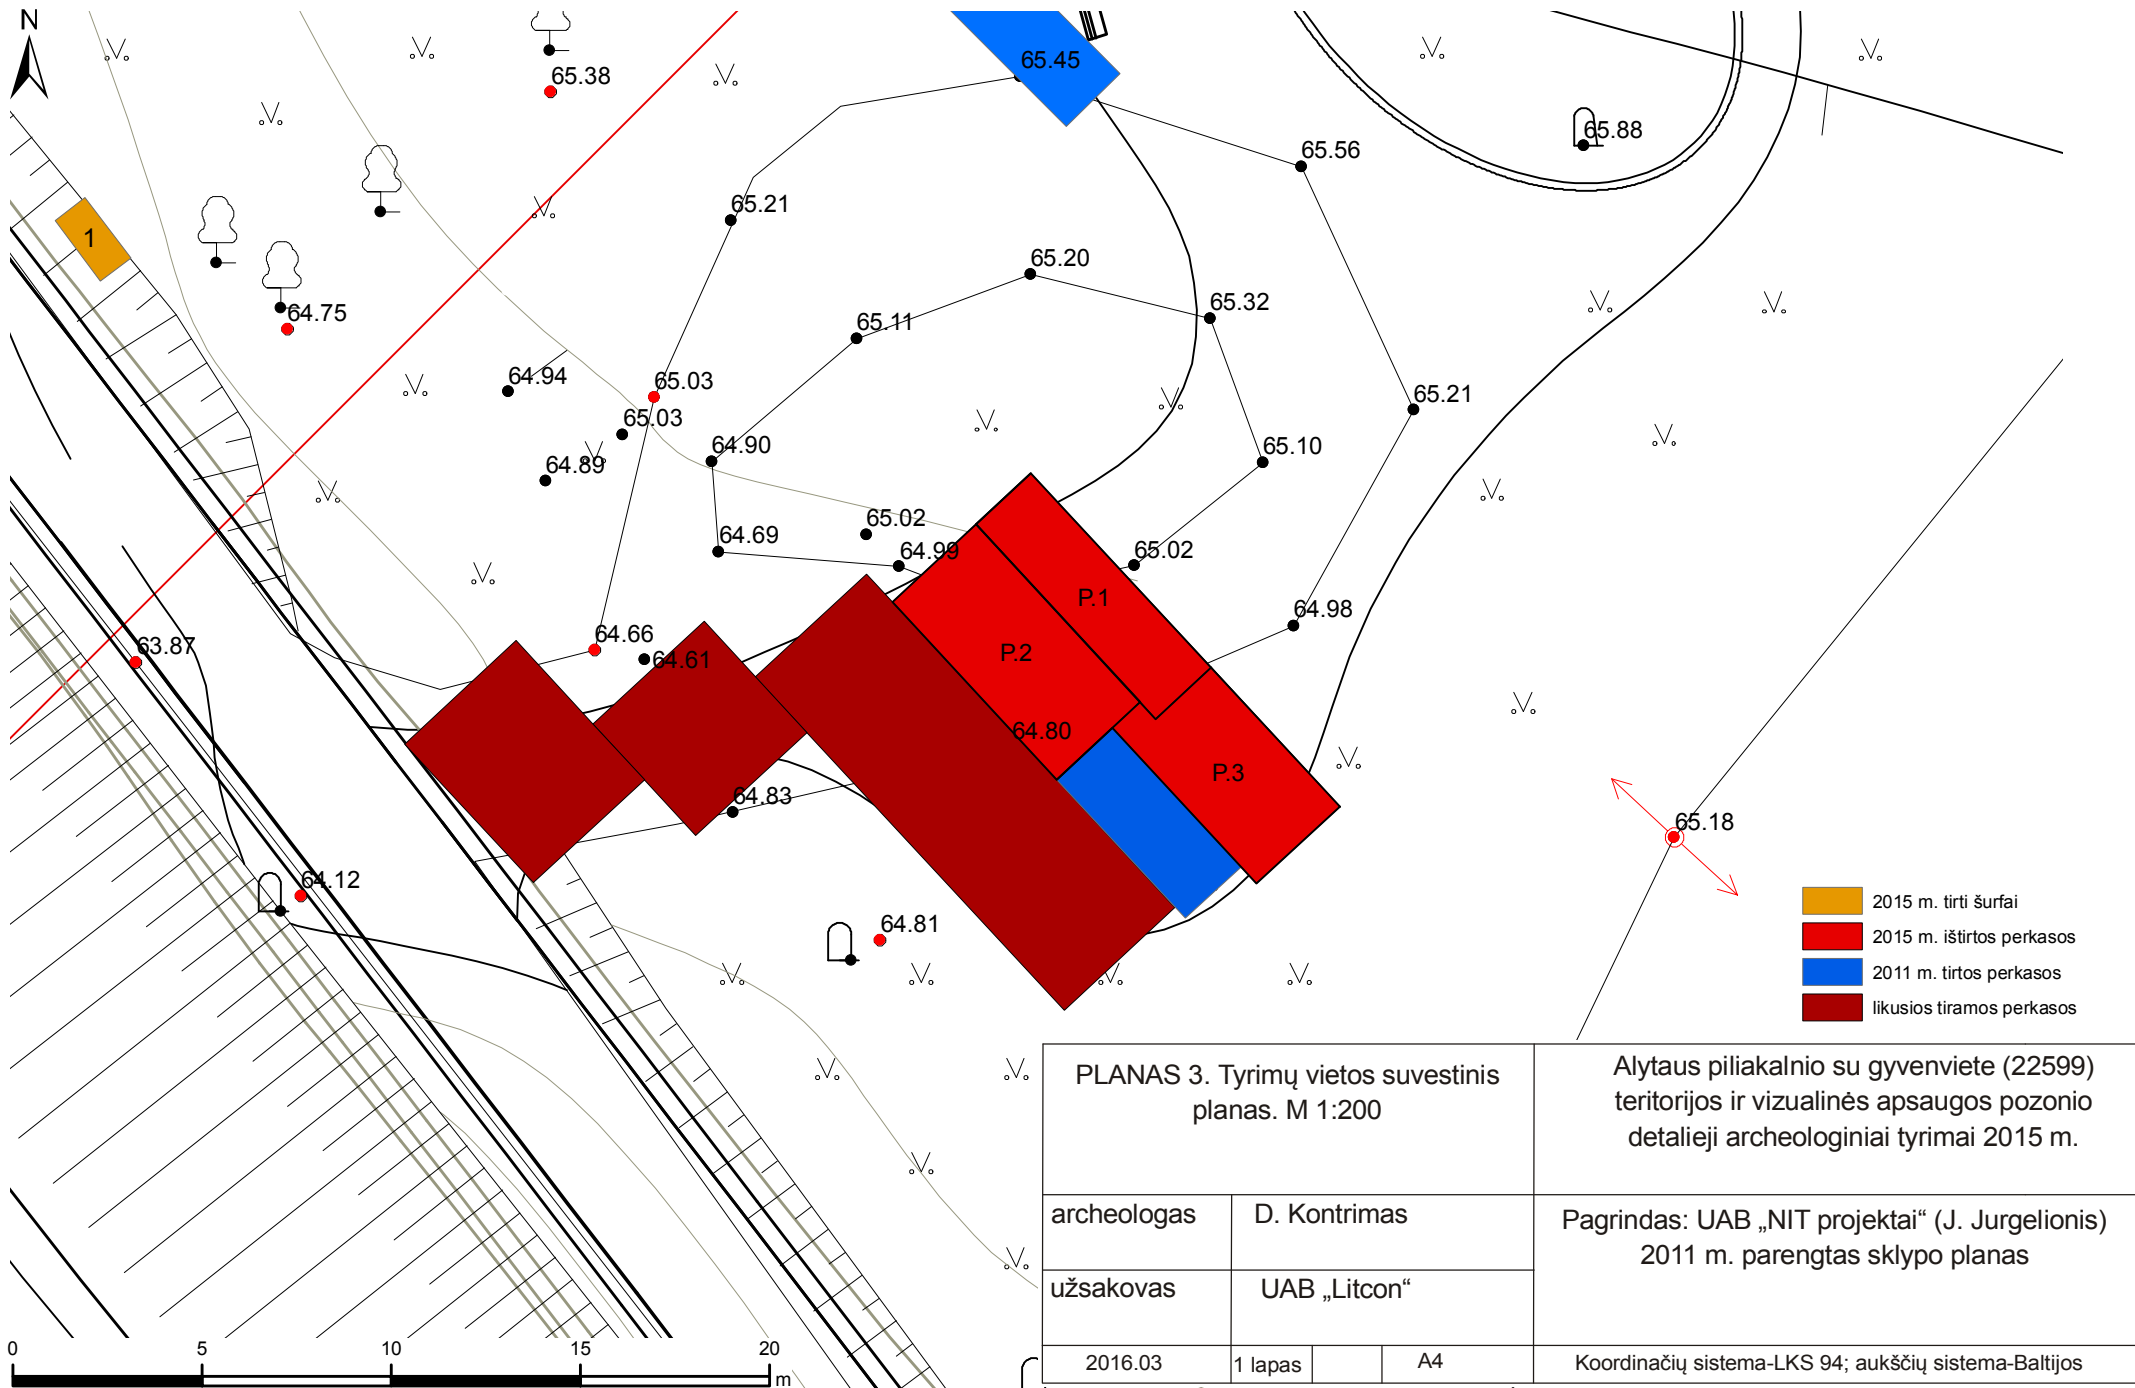 N
65.45
65.38
65.88
65.56
65.21
1
65.20
65.32
64.75
65.11
64.94
65.03
65.21
65.03
64.90
65.10
64.89
65.02
64.69
64.99
65.02
P.1
64.98
63.87
64.66
64.61
P.2
64.80
P.3
64.83
65.18
64.12
64.81
2015 m. tirti šurfai
2015 m. ištirtos perkasos
2011 m. tirtos perkasos
likusios tiramos perkasos
PLANAS 3. Tyrimų vietos suvestinis
planas. M 1:200
Alytaus piliakalnio su gyvenviete (22599)
teritorijos ir vizualinės apsaugos pozonio
detalieji archeologiniai tyrimai 2015 m.
archeologas
D. Kontrimas
Pagrindas: UAB „NIT projektai“ (J. Jurgelionis)
2011 m. parengtas sklypo planas
užsakovas
UAB „Litcon“
0 5 10 15 20
m
2016.03
1 lapas
A4
Koordinačių sistema-LKS 94; aukščių sistema-Baltijos